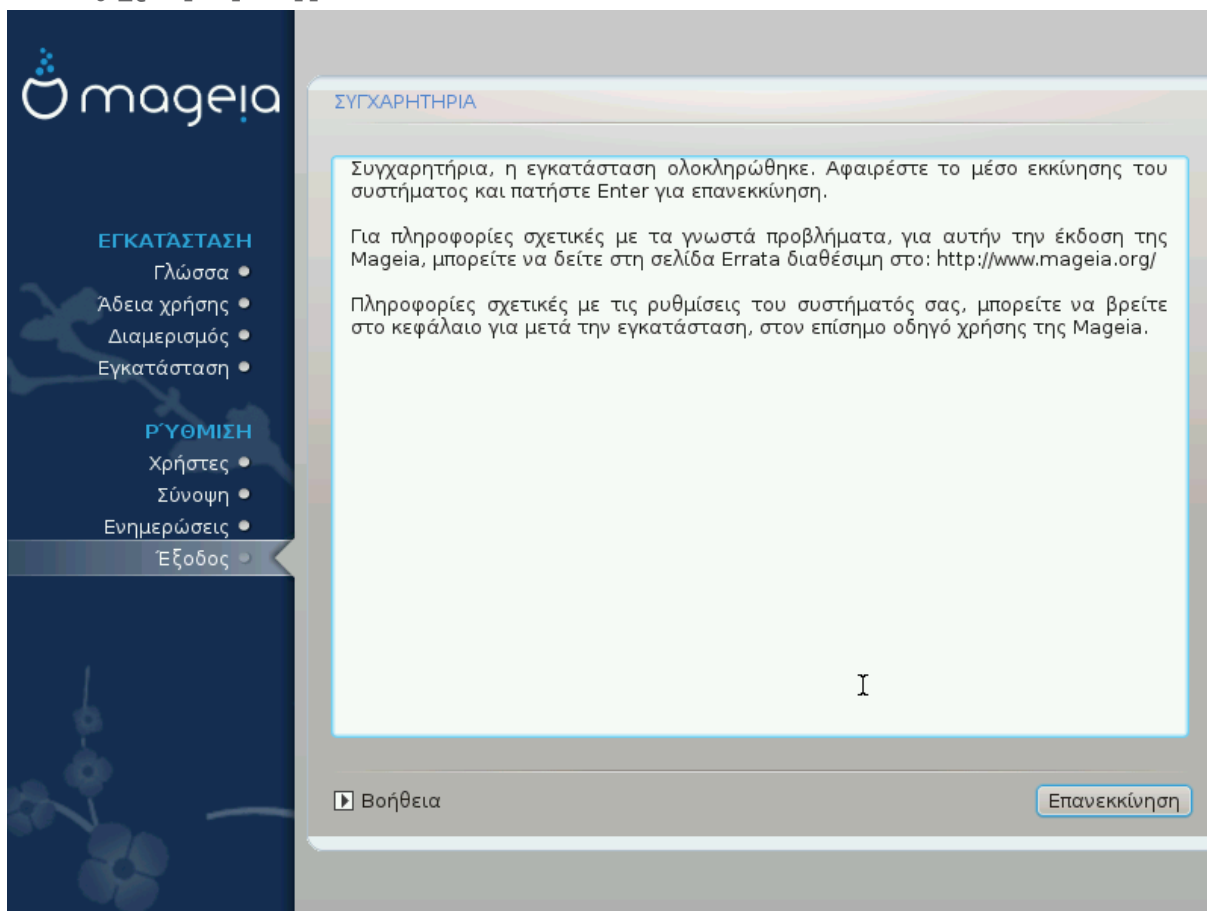 mageia
ΕΓΚΑΤΆΣΤΑΣΗ
Γλώσσα
Άδεια χρήσης
Διαμερισμός
Εγκατάσταση
ΡΎΘΜΙΣΗ
Χρήστες
Σύνοψη
Ενημερώσεις
Έξοδος
ΣΥΓΧΑΡΗΤΗΡΙΑ
Συγχαρητήρια, η εγκατάσταση ολοκληρώθηκε. Αφαιρέστε το μέσο εκκίνησης του
συστήματος και πατήστε Enter για επανεκκίνηση.
Για πληροφορίες σχετικές με τα γνωστά προβλήματα, για αυτήν την έκδοση της
Mageia, μπορείτε να δείτε στη σελίδα Errata διαθέσιμη στο: http://www.mageia.org/
Πληροφορίες σχετικές με τις ρυθμίσεις του συστήματός σας, μπορείτε να βρείτε
στο κεφάλαιο για μετά την εγκατάσταση, στον επίσημο οδηγό χρήσης της Mageia.
Βοήθεια
Επανεκκίνηση